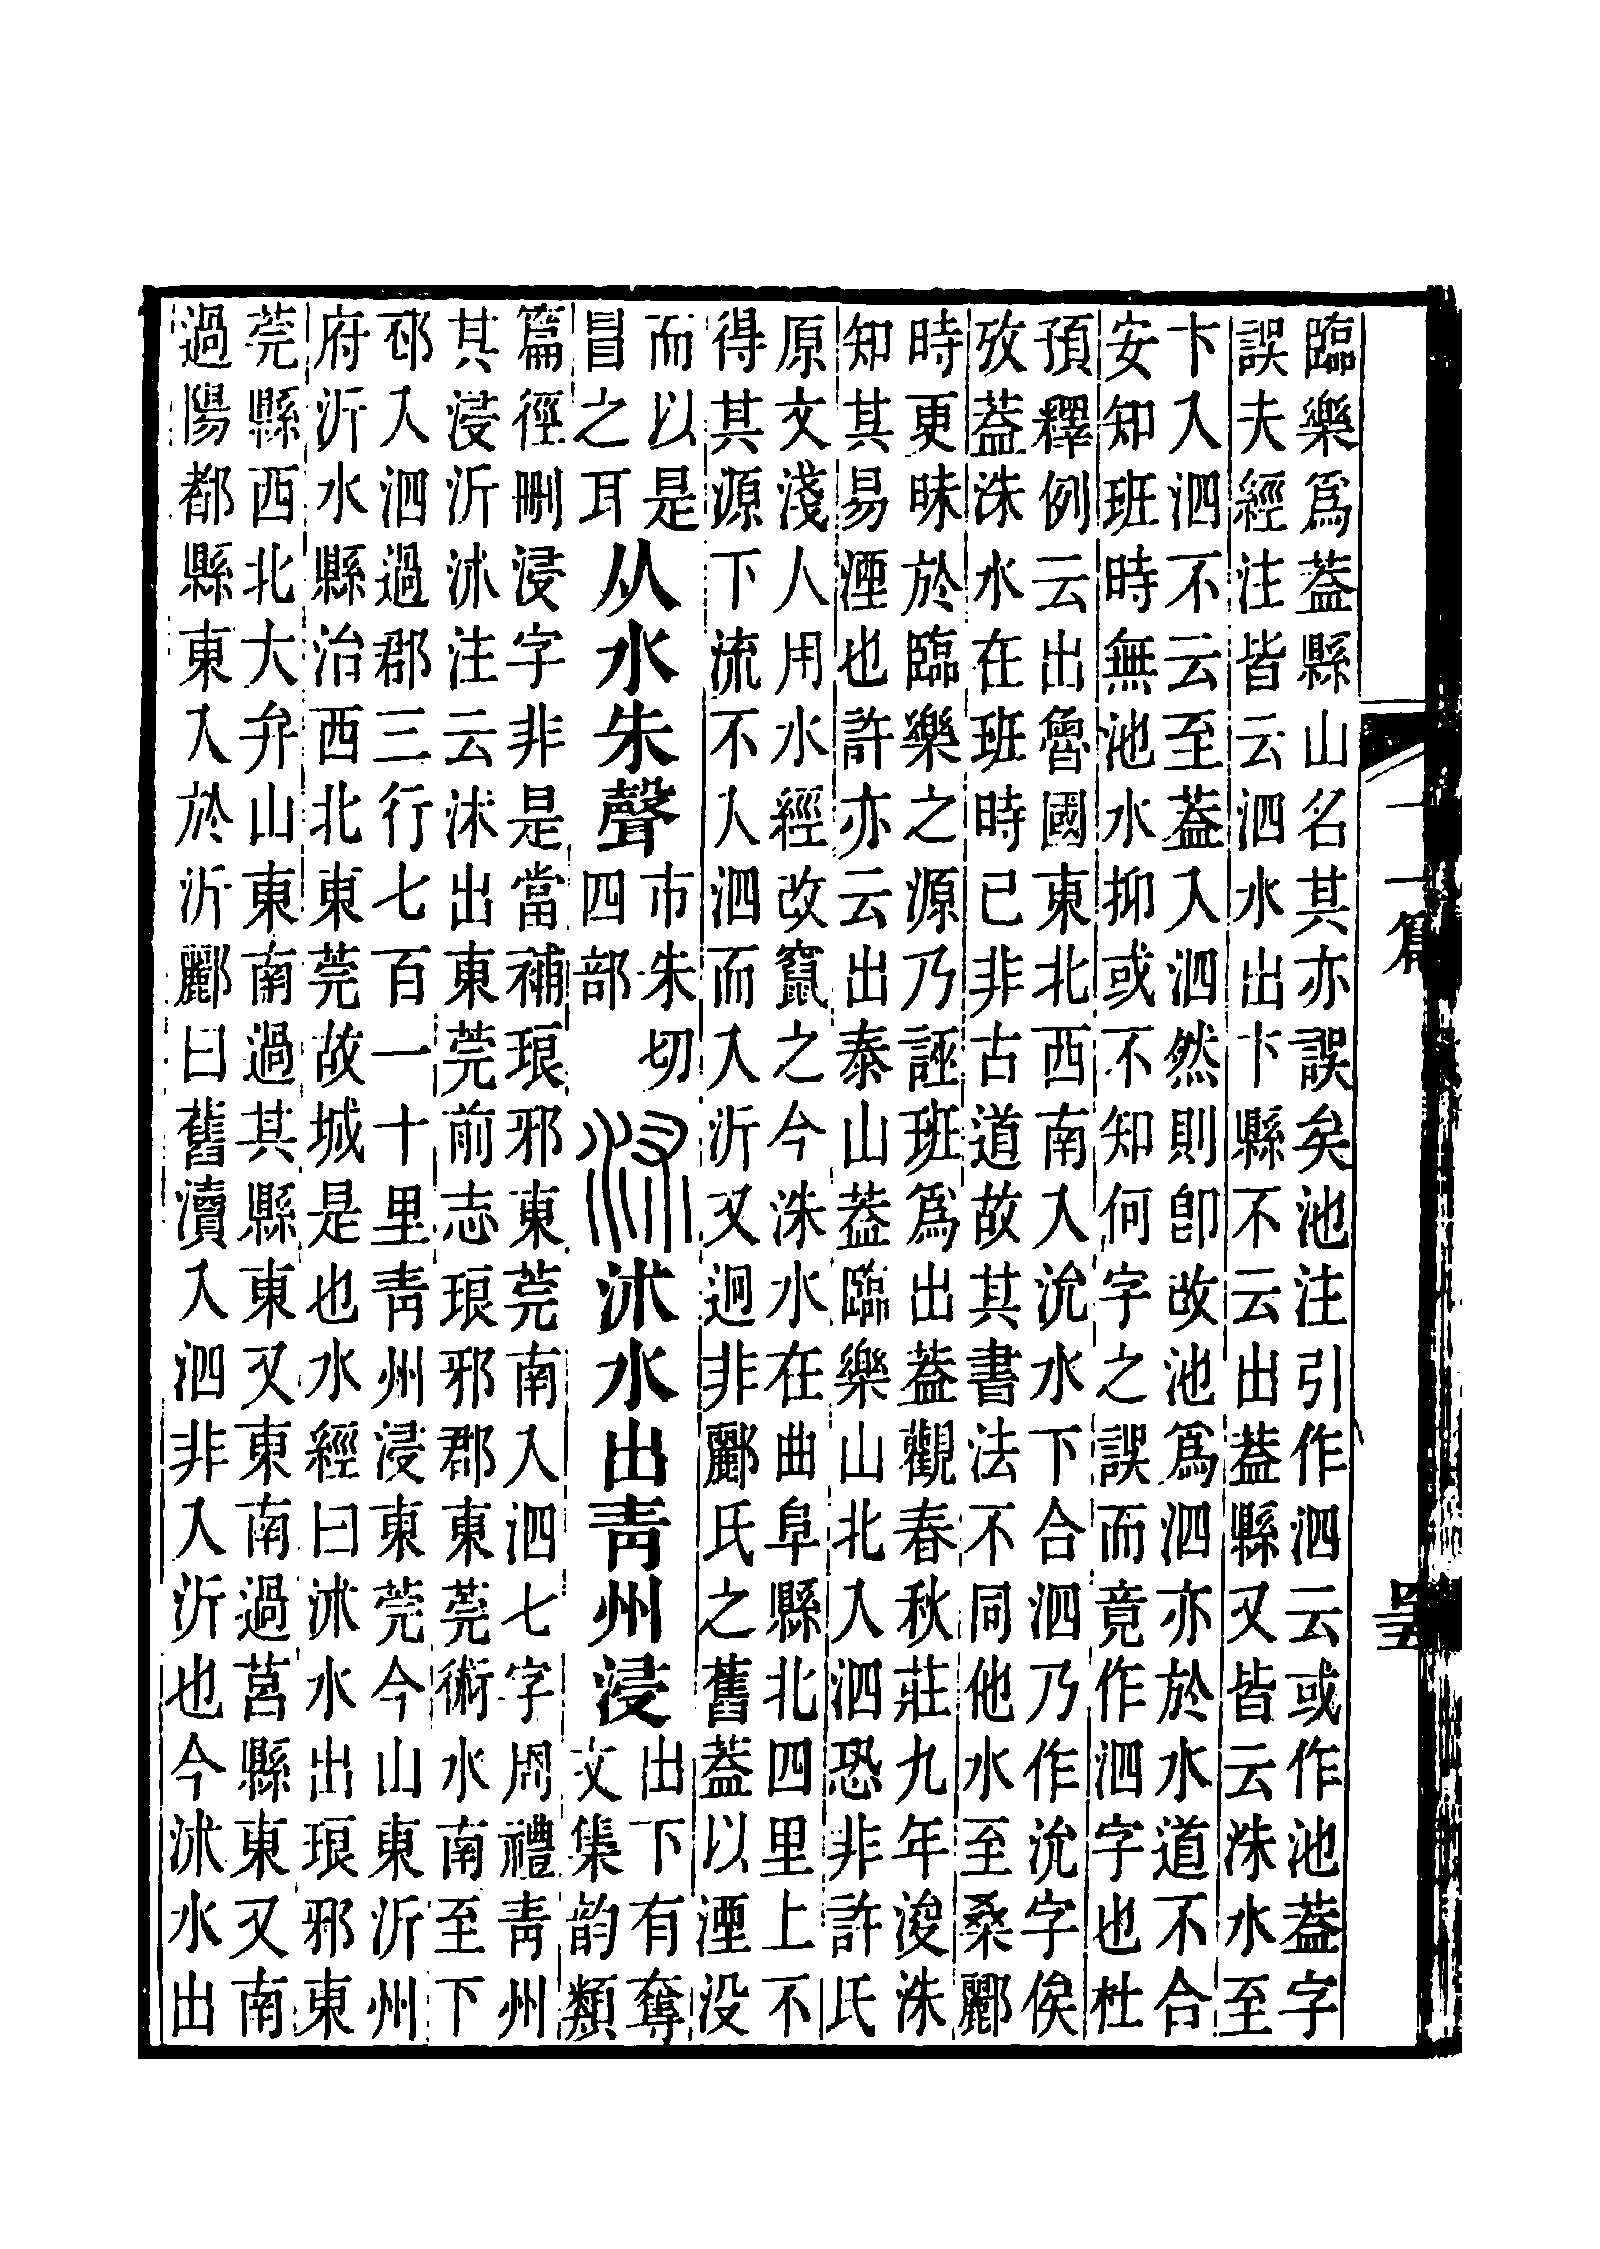 臨樂爲葢縣山名其亦誤矣池注引作泗云或作池葢字
誤夫經注皆云泗水出卞縣不云出葢縣又皆云洙水至
卞入泗不云至葢入泗然則卽改池爲泗亦於水道不合
安知班時無池水抑或不知何字之誤而竟作泗字也杜
預釋例云出魯國東北西南入沇水下合泗乃作沇字俟
攷葢洙水在班時已非古道故其書法不同他水至桑酈
時更昧於臨樂之源乃誣班爲出葢觀春秋莊九年浚洙
知其易湮也許亦云出泰山葢臨樂山北入泗恐非許氏
原文淺人用水經改竄之今洙水在曲阜縣北四里上不
得其源下流不入泗而入沂又迥非酈氏之舊葢以湮没
而以是
冒之耳
从水朱聲
市朱切
四部
沭水出青州浸
出下有奪
文集韵類
篇徑刪浸字非是當補琅邪東莞南入泗七字周禮青州
其浸沂沭注云沭出東莞前志琅邪郡東莞術水南至下
邳入泗過郡三行七百一十里青州浸東莞今山東沂州
府沂水縣治西北東莞故城是也水經曰沭水出琅邪東
莞縣西北大弁山東南過其縣東又東南過莒縣東又南
過陽都縣東入於沂酈曰舊瀆入泗非入沂也今沭水出
一
一篇